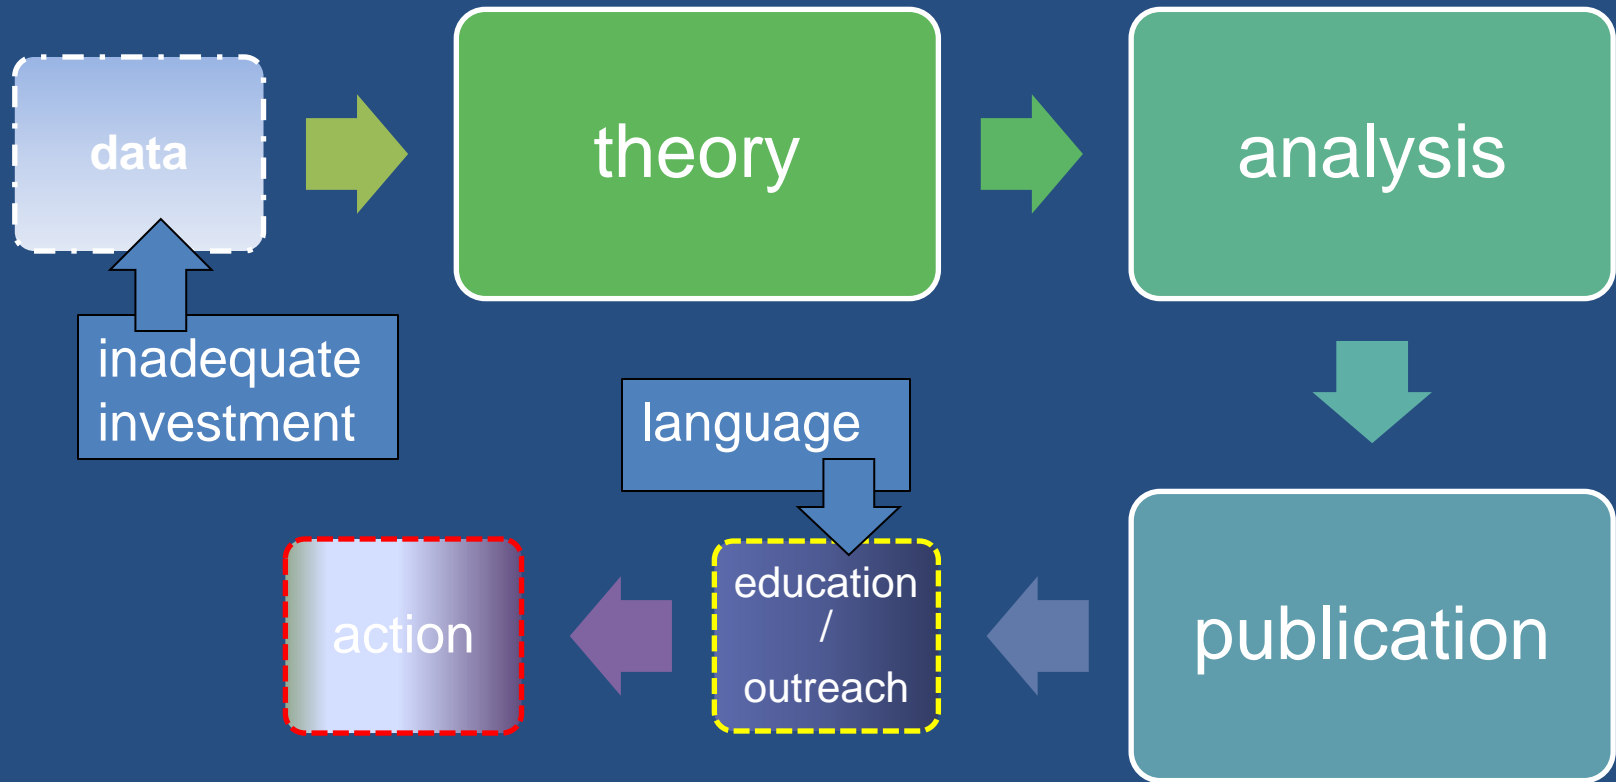 data
theory
analysis
inadequate
investment
language
publication
education
/
outreach
action